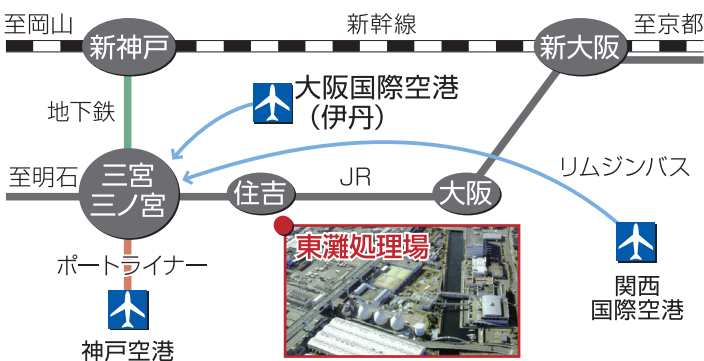 至岡山
新幹線
至京都
新神戸
新大阪
大阪国際空港
(伊丹)
地下鉄
リムジンバス
至明石
三宮
三ノ宮
住吉
JR
大阪
東灘処理場
ポートライナー
関西
国際空港
神戸空港